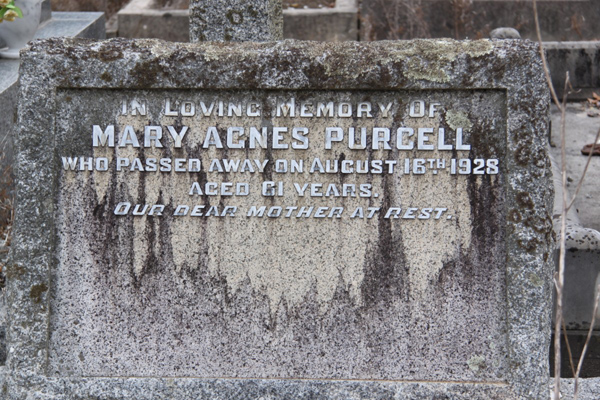 IN LOVING MEMORY OF
MARY AGNES PURCELL
WHO PASSED AWAY ON AUGUST 16TH, 1928
AGED 61 YEARS.
OUR DEAR MOTHER AT REST.